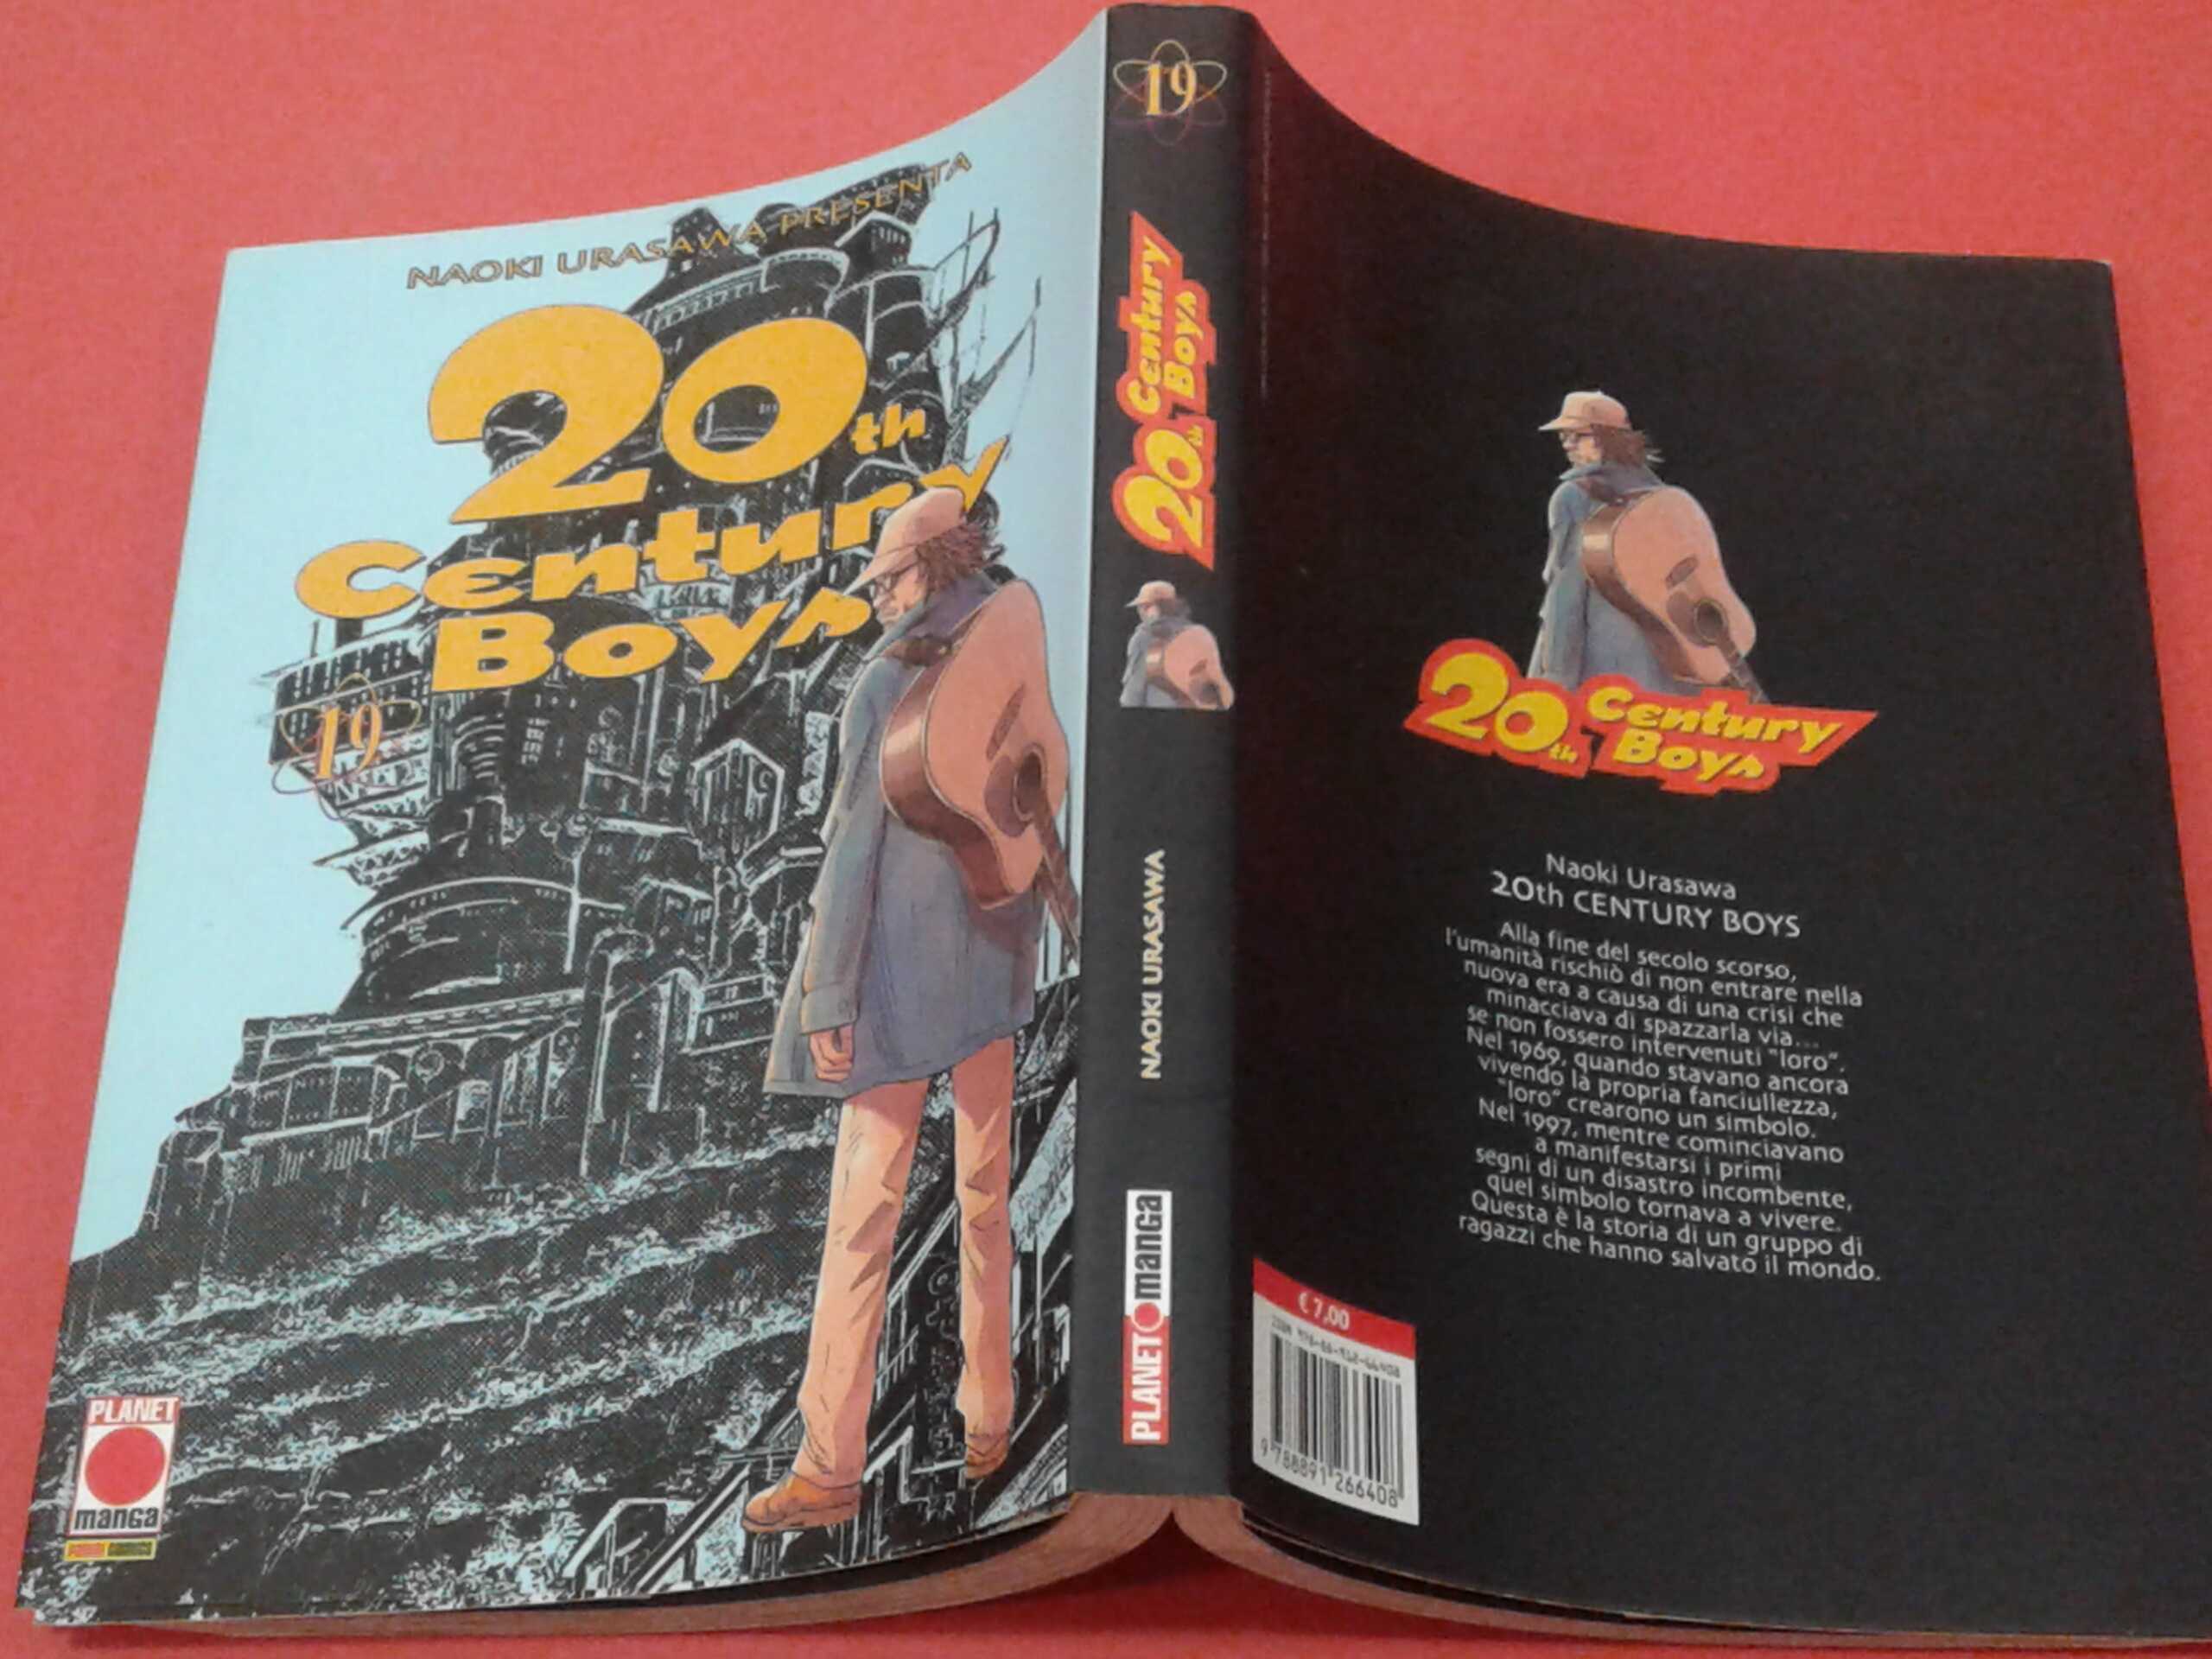 NAOKI URASAWA PRESENTA
20th
Century
Boys
19
PLANET
manga
19
20th Century Boys
NAOKI URASAWA
PLANET manga
20th Century Boys
Naoki Urasawa
20th CENTURY BOYS
Alla fine del secolo scorso,
l'umanità rischiò di non entrare nella
nuova era a causa di una crisi che
minacciava di spazzarla via...
se non fossero intervenuti "loro".
Nel 1969, quando stavano ancora
vivendo la propria fanciullezza,
"loro" crearono un simbolo.
Nel 1997, mentre cominciavano
a manifestarsi i primi
segni di un disastro incombente,
quel simbolo tornava a vivere.
Questa è la storia di un gruppo di
ragazzi che hanno salvato il mondo.
€ 7,00
9 788891 266408